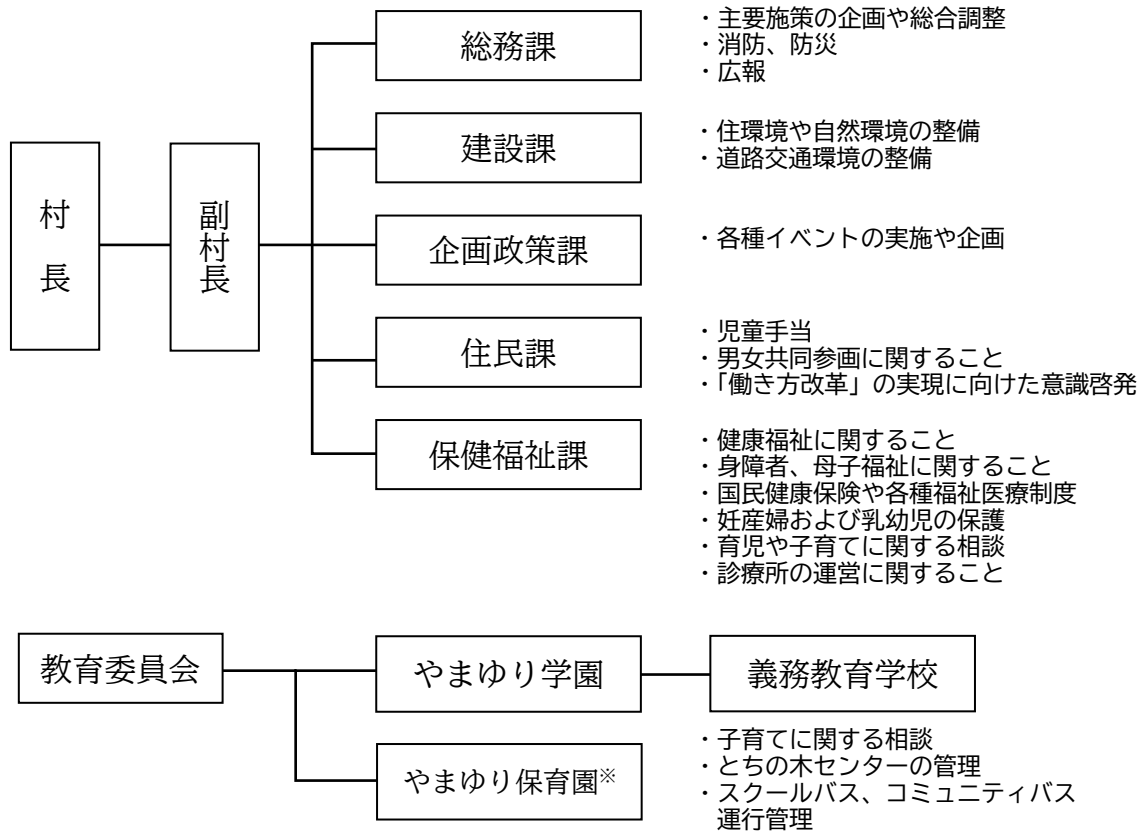 総務課
・主要施策の企画や総合調整
・消防、防災
・広報
建設課
・住環境や自然環境の整備
・道路交通環境の整備
村長
副村長
企画政策課
・各種イベントの実施や企画
住民課
・児童手当
・男女共同参画に関すること
・「働き方改革」の実現に向けた意識啓発
保健福祉課
・健康福祉に関すること
・身障者、母子福祉に関すること
・国民健康保険や各種福祉医療制度
・妊産婦および乳幼児の保護
・育児や子育てに関する相談
・診療所の運営に関すること
教育委員会
やまゆり学園
義務教育学校
やまゆり保育園※
・子育てに関する相談
・とちの木センターの管理
・スクールバス、コミュニティバス
運行管理